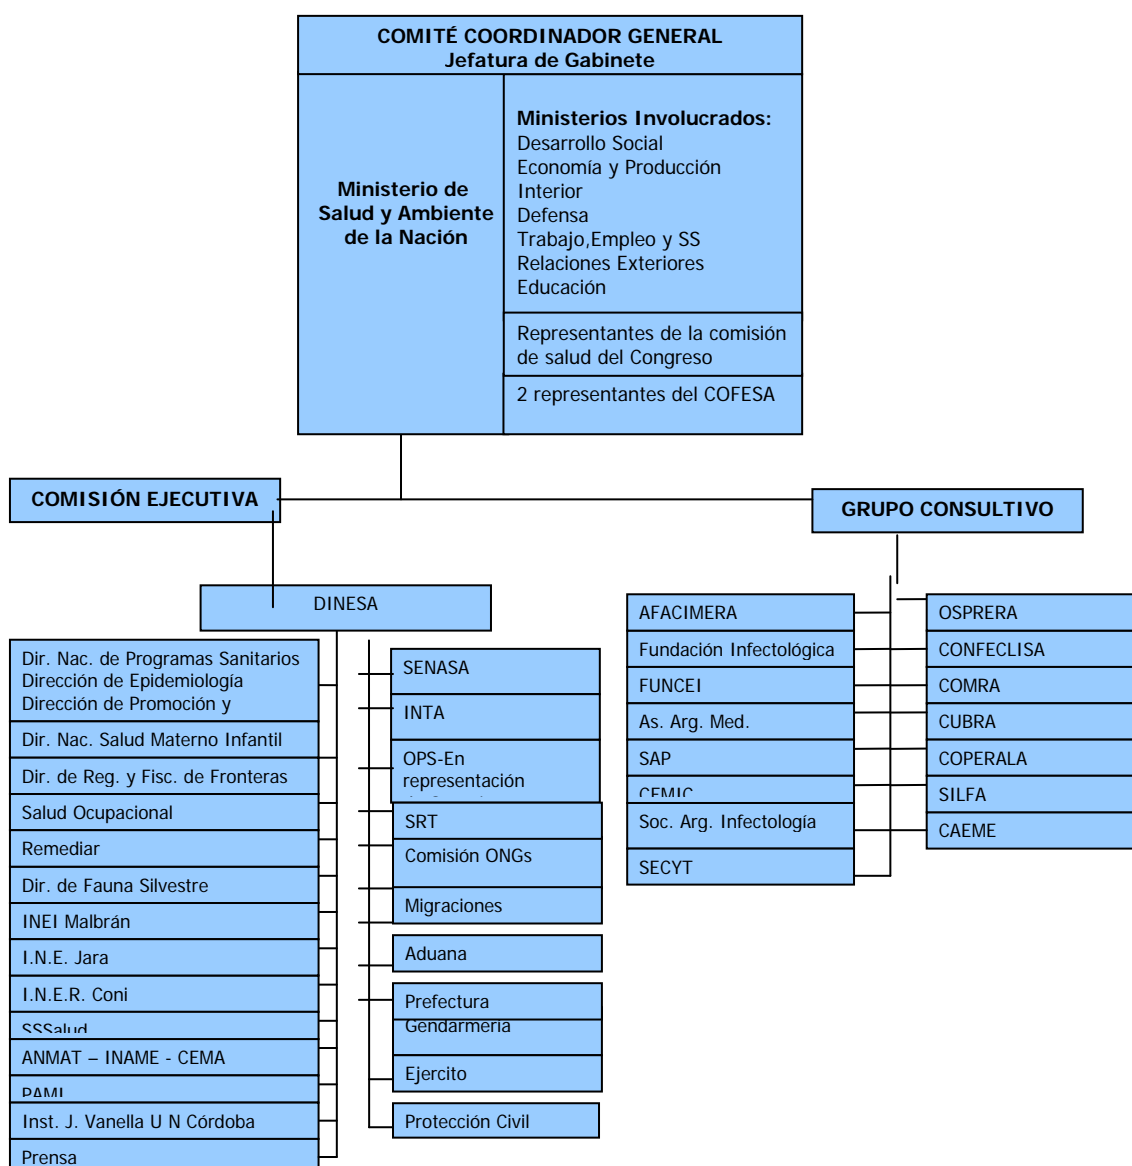 COMITÉ COORDINADOR GENERAL
Jefatura de Gabinete
Ministerio de
Salud y Ambiente
de la Nación
Ministerios Involucrados:
Desarrollo Social
Economía y Producción
Interior
Defensa
Trabajo,Empleo y SS
Relaciones Exteriores
Educación
Representantes de la comisión
de salud del Congreso
2 representantes del COFESA
COMISIÓN EJECUTIVA
GRUPO CONSULTIVO
DINESA
Dir. Nac. de Programas Sanitarios
Dirección de Epidemiología
Dirección de Promoción y
Dir. Nac. Salud Materno Infantil
Dir. de Reg. y Fisc. de Fronteras
Salud Ocupacional
Remediar
Dir. de Fauna Silvestre
INEI Malbrán
I.N.E. Jara
I.N.E.R. Coni
SSSalud
ANMAT – INAME - CEMA
PAMI
Inst. J. Vanella U N Córdoba
Prensa
SENASA
INTA
OPS-En
representación
SRT
Comisión ONGs
Migraciones
Aduana
Prefectura
Gendarmería
Ejercito
Protección Civil
AFACIMERA
Fundación Infectológica
FUNCEI
As. Arg. Med.
SAP
CEMIC
Soc. Arg. Infectología
SECYT
OSPRERA
CONFECLISA
COMRA
CUBRA
COPERALA
SILFA
CAEME